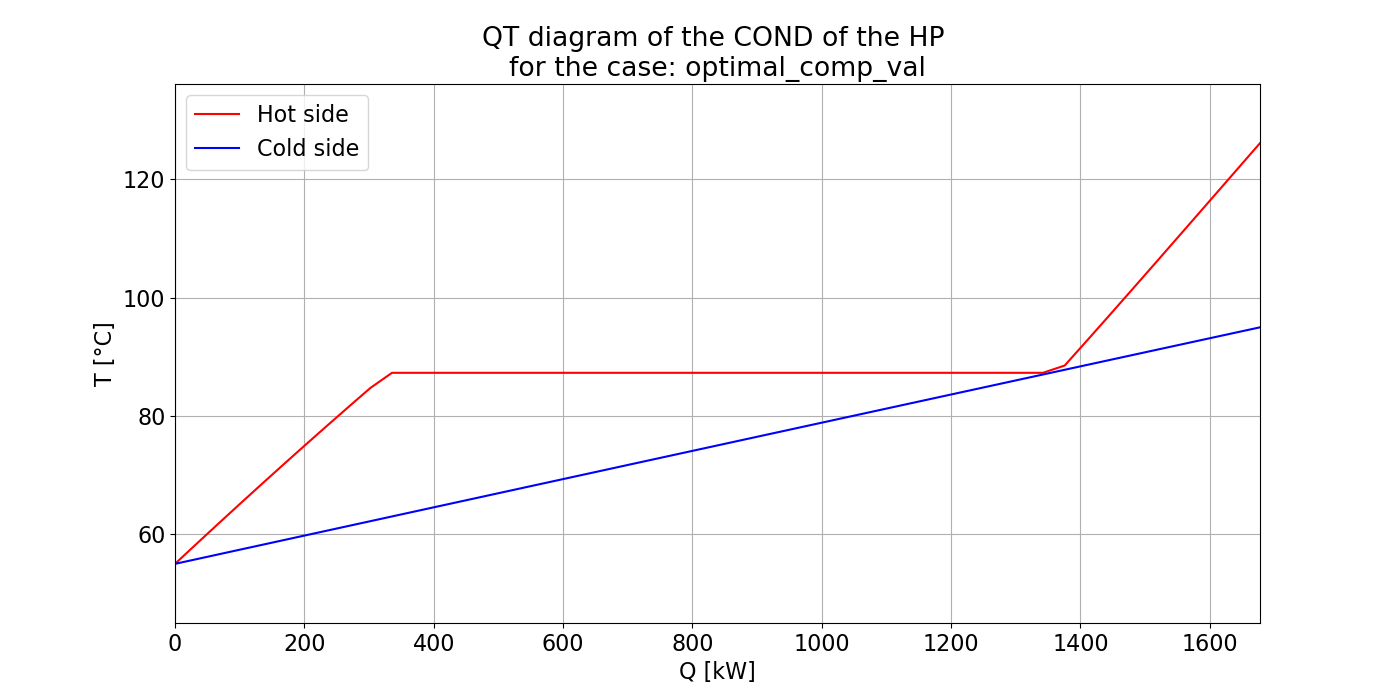 QT diagram of the COND of the HP
for the case: optimal_comp_val
Hot side
Cold side
T [°C]
120
100
80
60
0 200 400 600 800 1000 1200 1400 1600
Q [kW]